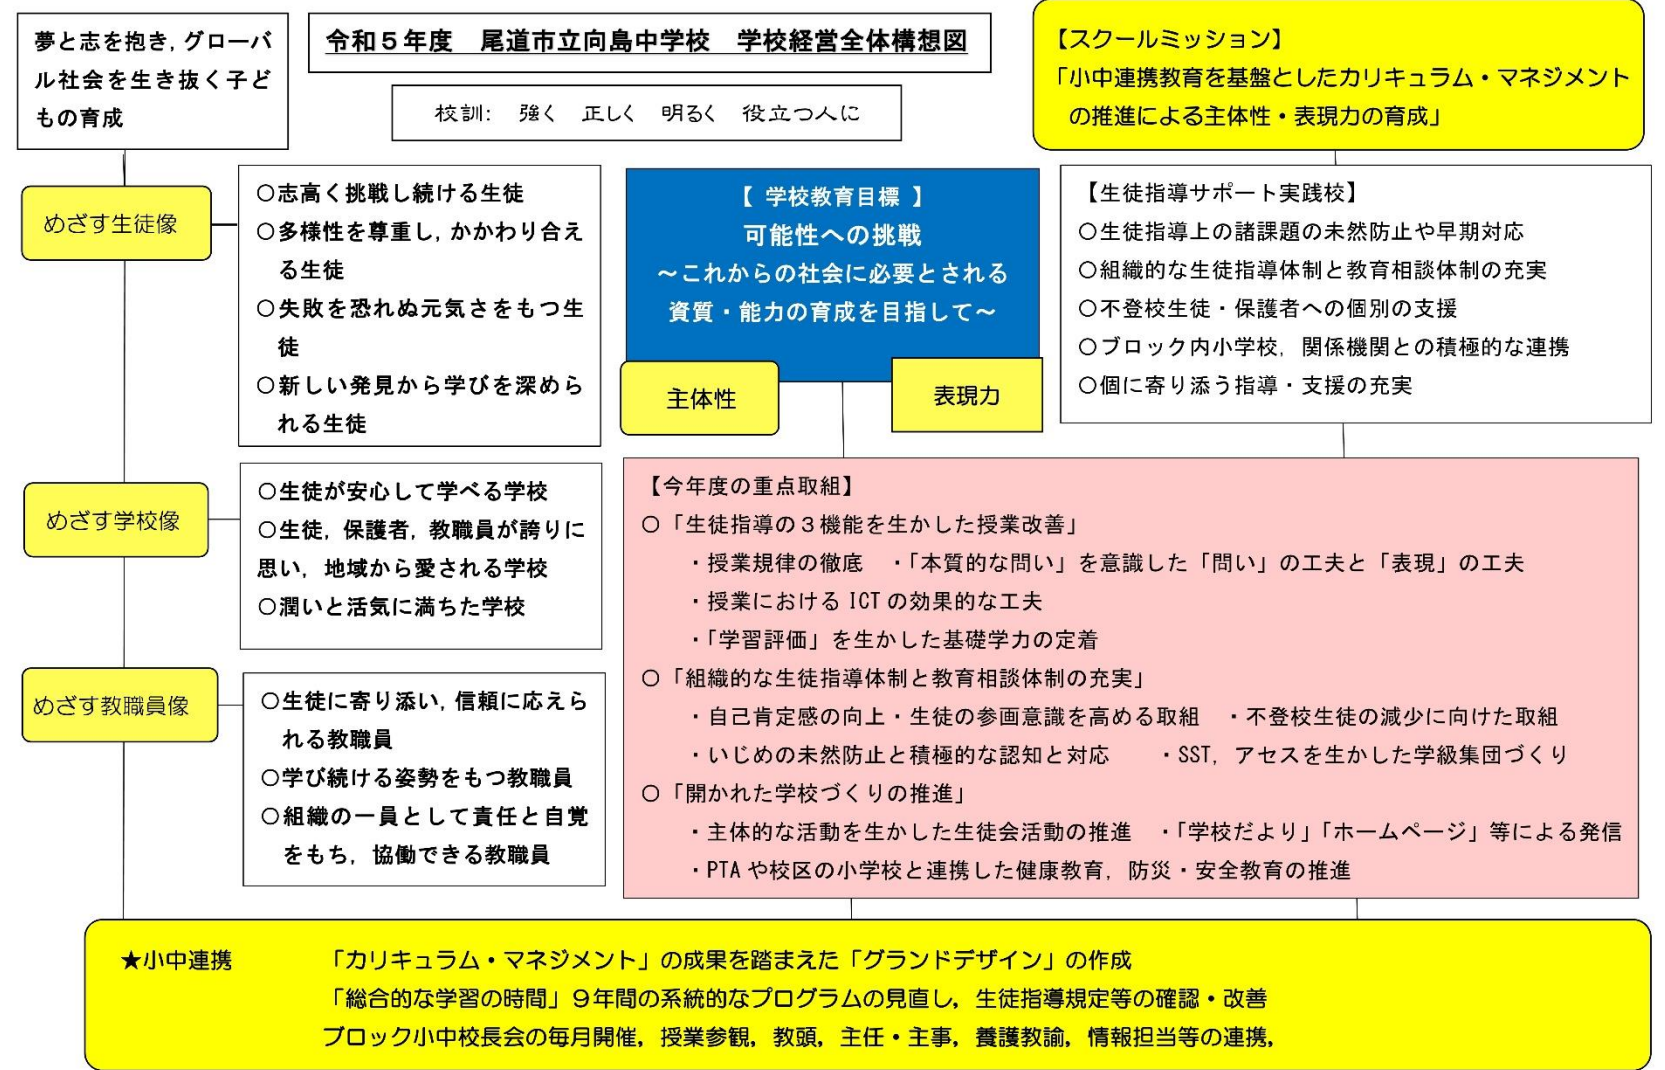 夢と志を抱き，グローバ
ル社会を生き抜く子ど
もの育成
令和５年度　尾道市立向島中学校　学校経営全体構想図
校訓：　強く　正しく　明るく　役立つ人に
【スクールミッション】
「小中連携教育を基盤としたカリキュラム・マネジメント
の推進による主体性・表現力の育成」
めざす生徒像
○志高く挑戦し続ける生徒
○多様性を尊重し，かかわり合え
る生徒
○失敗を恐れぬ元気さをもつ生
徒
○新しい発見から学びを深めら
れる生徒
【 学校教育目標 】
可能性への挑戦
～これからの社会に必要とされる
資質・能力の育成を目指して～
主体性
表現力
【生徒指導サポート実践校】
○生徒指導上の諸課題の未然防止や早期対応
○組織的な生徒指導体制と教育相談体制の充実
○不登校生徒・保護者への個別の支援
○ブロック内小学校，関係機関との積極的な連携
○個に寄り添う指導・支援の充実
めざす学校像
○生徒が安心して学べる学校
○生徒，保護者，教職員が誇りに
思い，地域から愛される学校
○潤いと活気に満ちた学校
めざす教職員像
○生徒に寄り添い，信頼に応えら
れる教職員
○学び続ける姿勢をもつ教職員
○組織の一員として責任と自覚
をもち，協働できる教職員
【今年度の重点取組】
○「生徒指導の３機能を生かした授業改善」
・授業規律の徹底　・「本質的な問い」を意識した「問い」の工夫と「表現」の工夫
・授業における ICT の効果的な工夫
・「学習評価」を生かした基礎学力の定着
○「組織的な生徒指導体制と教育相談体制の充実」
・自己肯定感の向上・生徒の参画意識を高める取組　・不登校生徒の減少に向けた取組
・いじめの未然防止と積極的な認知と対応　　・SST，アセスを生かした学級集団づくり
○「開かれた学校づくりの推進」
・主体的な活動を生かした生徒会活動の推進　・「学校だより」「ホームページ」等による発信
・PTA や校区の小学校と連携した健康教育，防災・安全教育の推進
★小中連携　　　　「カリキュラム・マネジメント」の成果を踏まえた「グランドデザイン」の作成
「総合的な学習の時間」９年間の系統的なプログラムの見直し，生徒指導規定等の確認・改善
ブロック小中校長会の毎月開催，授業参観，教頭，主任・主事，養護教諭，情報担当等の連携，